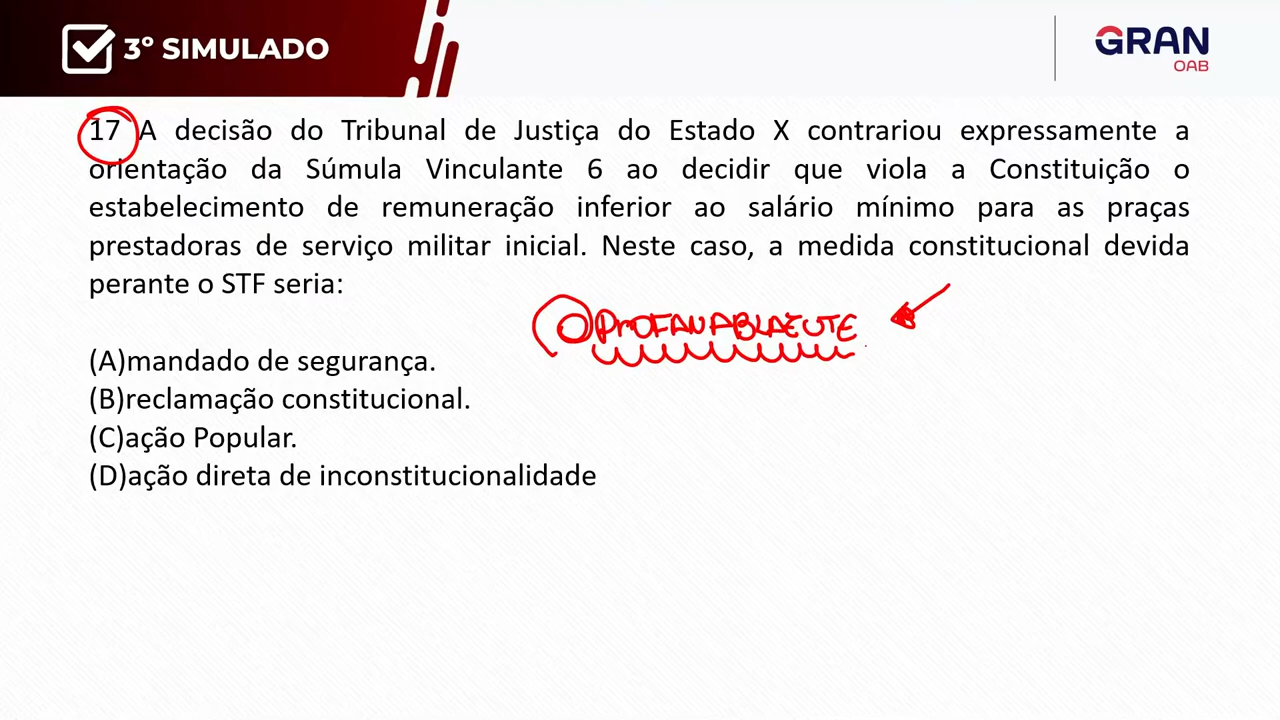 3º SIMULADO
GRAN
OAB
17 A decisão do Tribunal de Justiça do Estado X contrariou expressamente a
orientação da Súmula Vinculante 6 ao decidir que viola a Constituição o
estabelecimento de remuneração inferior ao salário mínimo para as praças
prestadoras de serviço militar inicial. Neste caso, a medida constitucional devida
perante o STF seria:
@PROFANABLAZUTE
(A)mandado de segurança.
(B)reclamação constitucional.
(C)ação Popular.
(D)ação direta de inconstitucionalidade